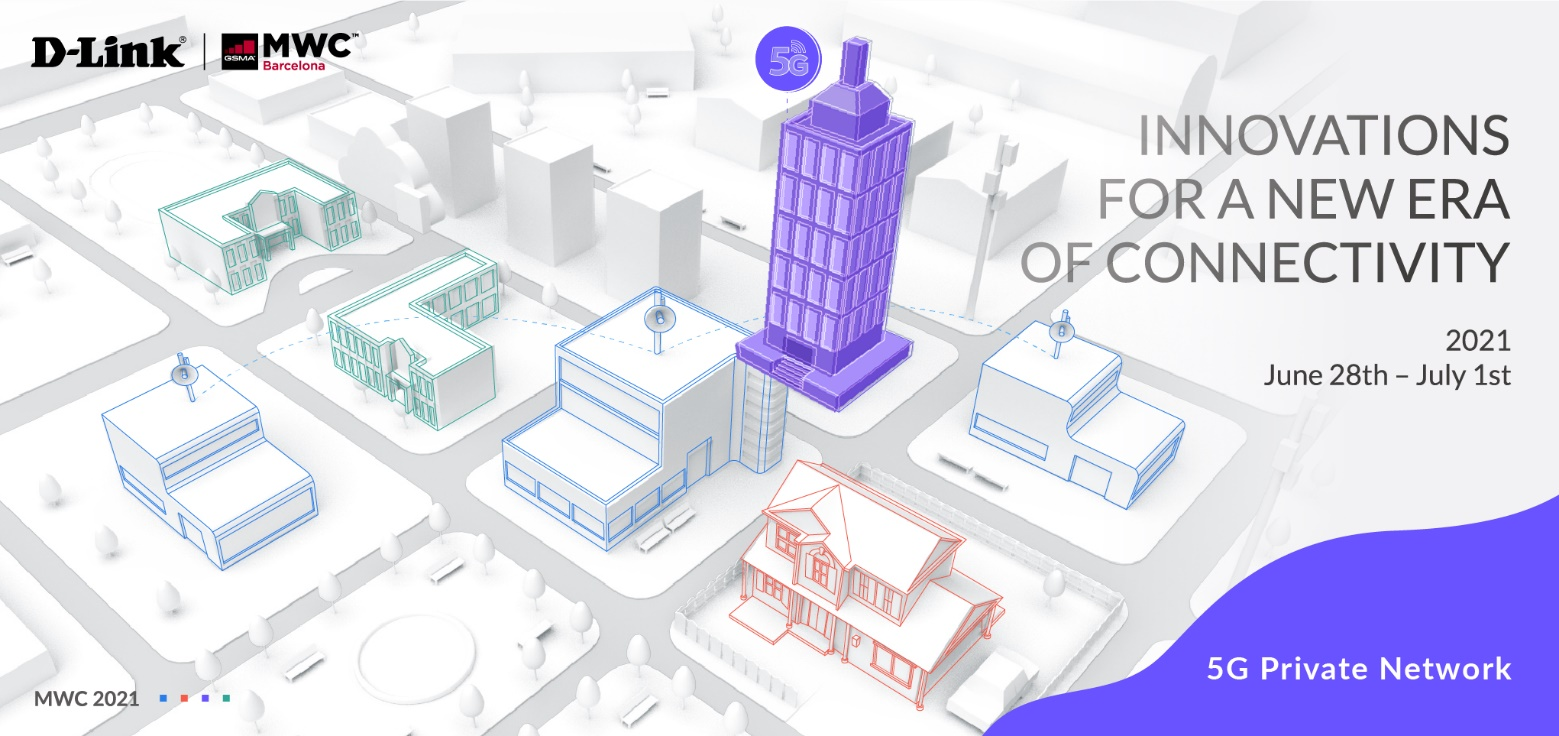 D-Link®
GSMA
MWC™
Barcelona
5G
INNOVATIONS
FOR A NEW ERA
OF CONNECTIVITY
2021
June 28th – July 1st
5G Private Network
MWC 2021